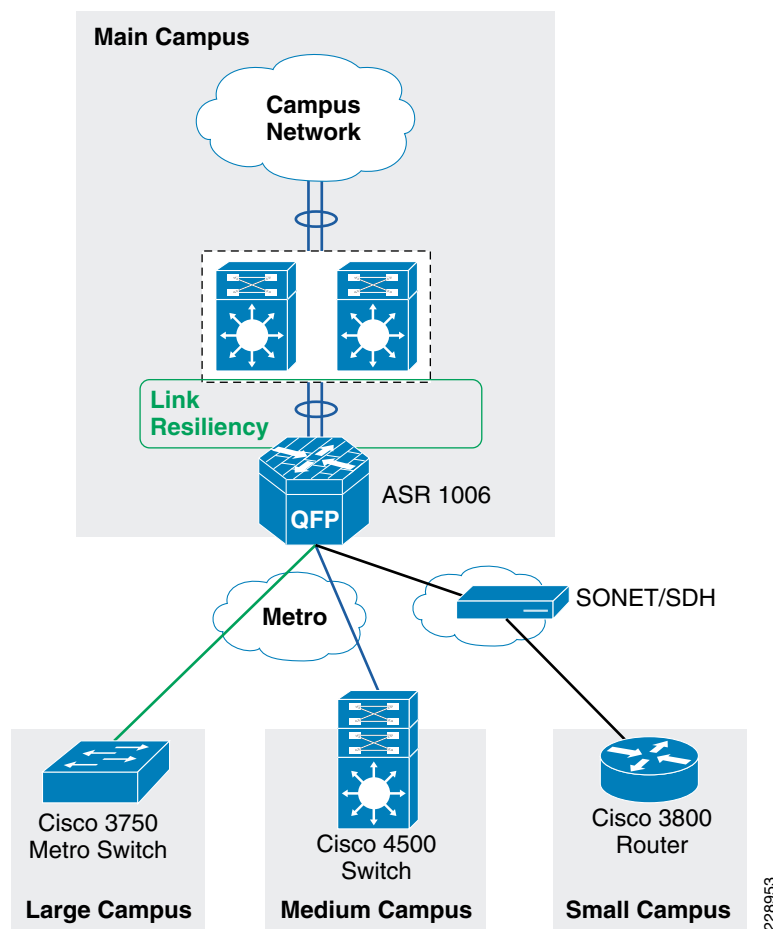 Main Campus
Campus
Network
Link
Resiliency
ASR 1006
QFP
SONET/SDH
Metro
Cisco 3750
Metro Switch
Cisco 4500
Switch
Cisco 3800
Router
Large Campus
Medium Campus
Small Campus
228953